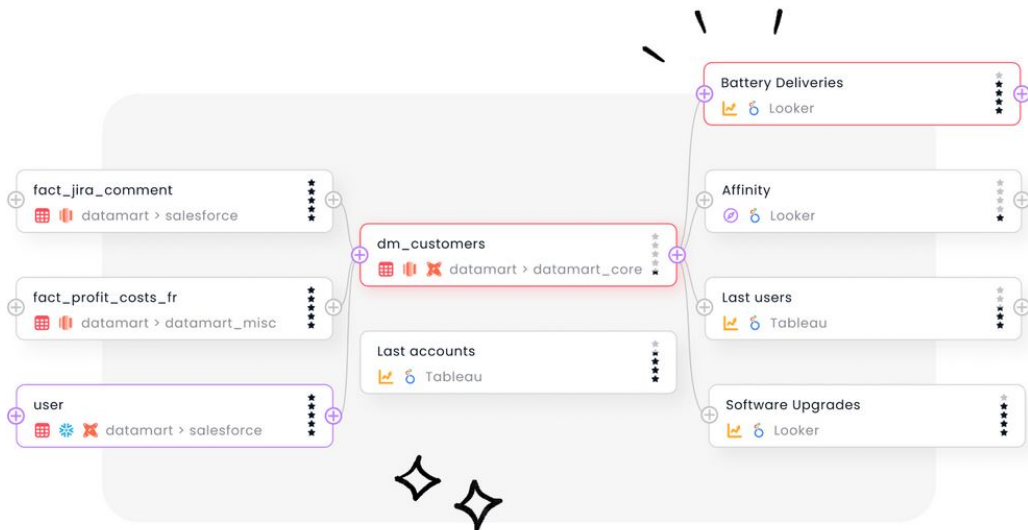 fact_jira_comment
datamart > salesforce
fact_profit_costs_fr
datamart > datamart_misc
user
datamart > salesforce
dm_customers
datamart > datamart_core
Last accounts
Tableau
Battery Deliveries
Looker
Affinity
Looker
Last users
Tableau
Software Upgrades
Looker